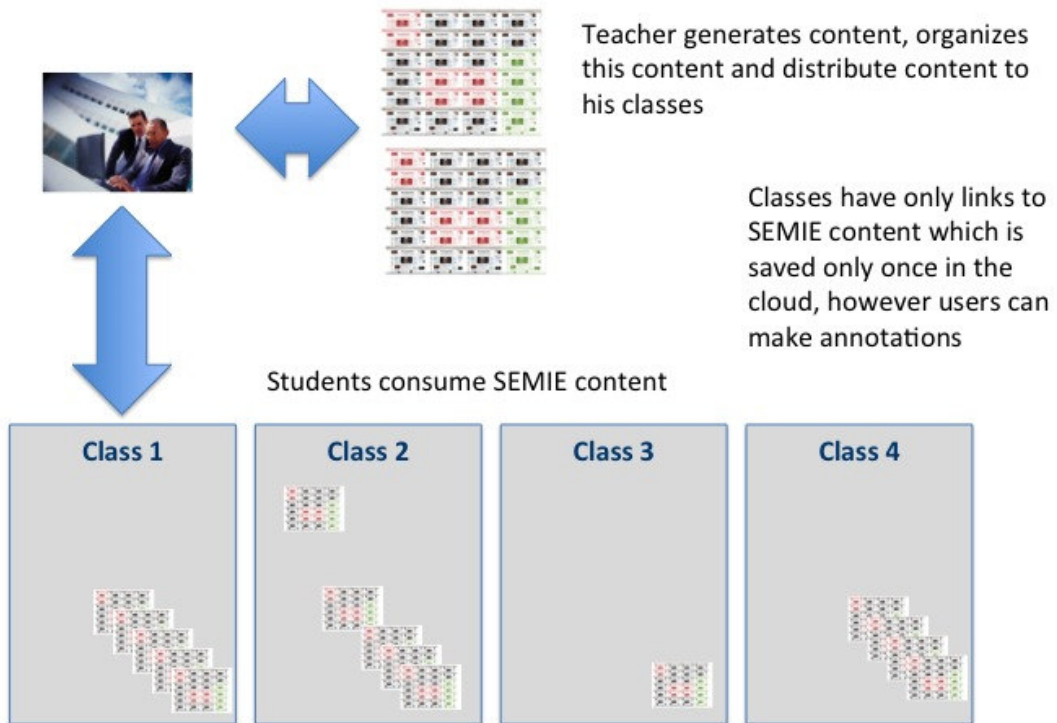 Teacher generates content, organizes
this content and distribute content to
his classes
Classes have only links to
SEMIE content which is
saved only once in the
cloud, however users can
make annotations
Students consume SEMIE content
Class 1
Class 2
Class 3
Class 4